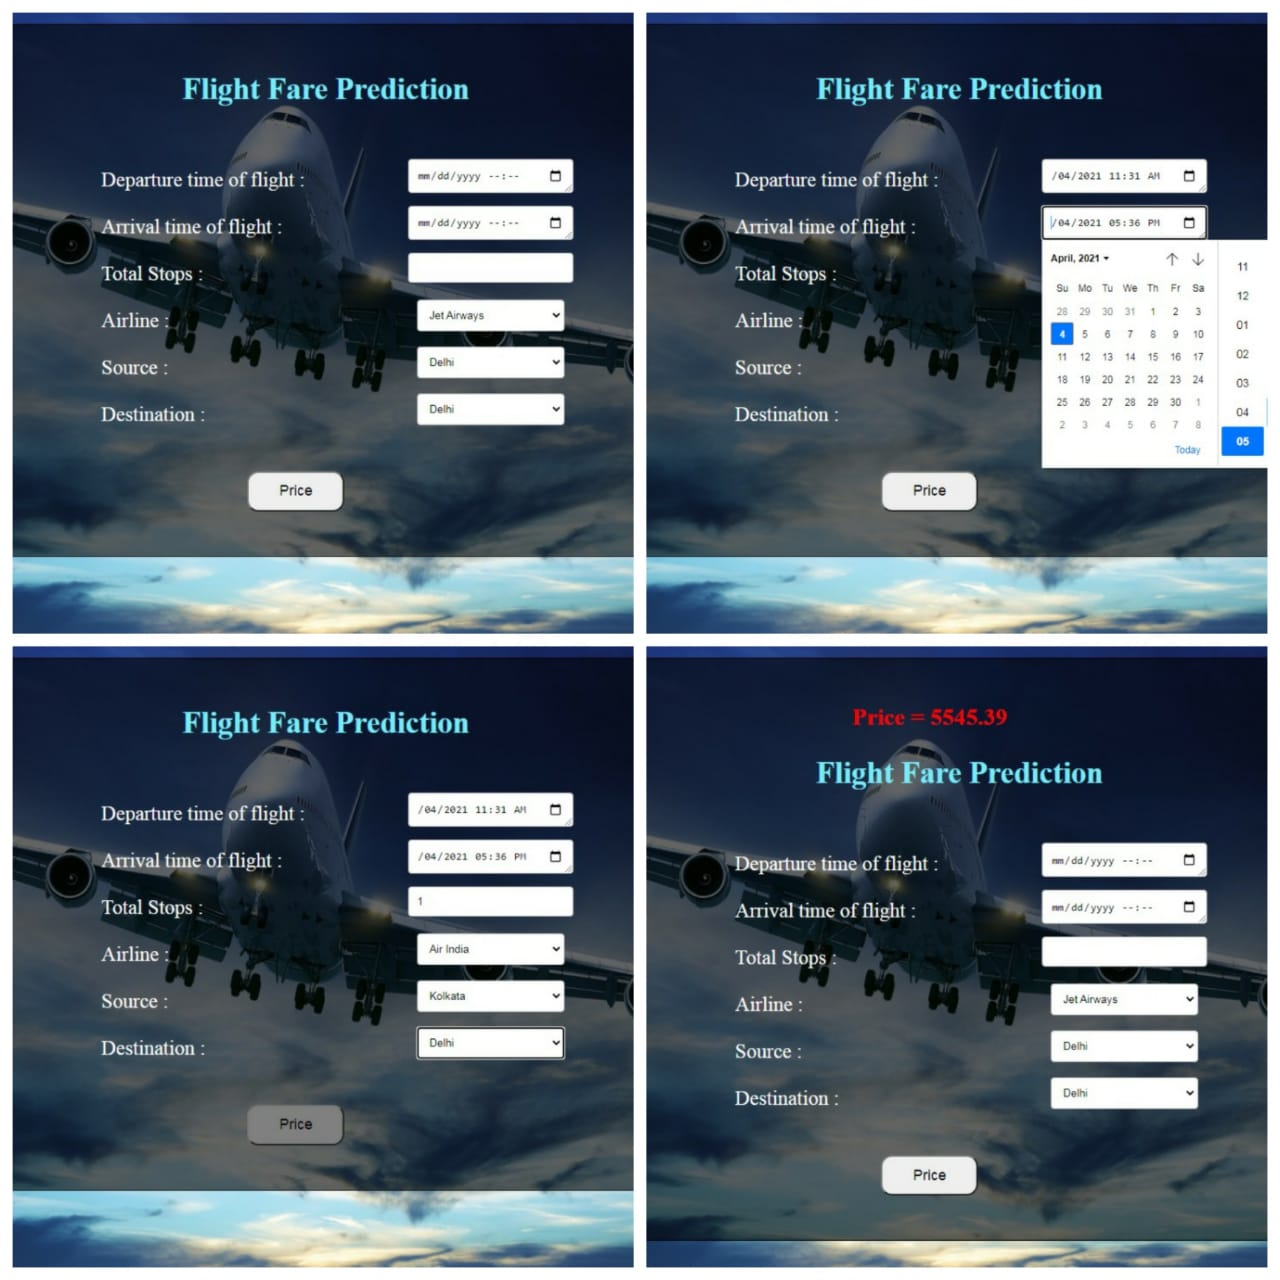 Flight Fare Prediction
Departure time of flight : mm/dd/yyyy --:--
Arrival time of flight : mm/dd/yyyy --:--
Total Stops :
Airline : Jet Airways
Source : Delhi
Destination : Delhi
Price
Flight Fare Prediction
Departure time of flight : /04/2021 11:31 AM
Arrival time of flight : /04/2021 05:36 PM
Total Stops :
Airline :
Source :
Destination :
April, 2021
Su Mo Tu We Th Fr Sa
28 29 30 31 1 2 3
4 5 6 7 8 9 10
11 12 13 14 15 16 17
18 19 20 21 22 23 24
25 26 27 28 29 30 1
2 3 4 5 6 7 8
Today
11
12
01
02
03
04
05
Price
Flight Fare Prediction
Departure time of flight : /04/2021 11:31 AM
Arrival time of flight : /04/2021 05:36 PM
Total Stops : 1
Airline : Air India
Source : Kolkata
Destination : Delhi
Price
Price = 5545.39
Flight Fare Prediction
Departure time of flight : mm/dd/yyyy --:--
Arrival time of flight : mm/dd/yyyy --:--
Total Stops :
Airline : Jet Airways
Source : Delhi
Destination : Delhi
Price